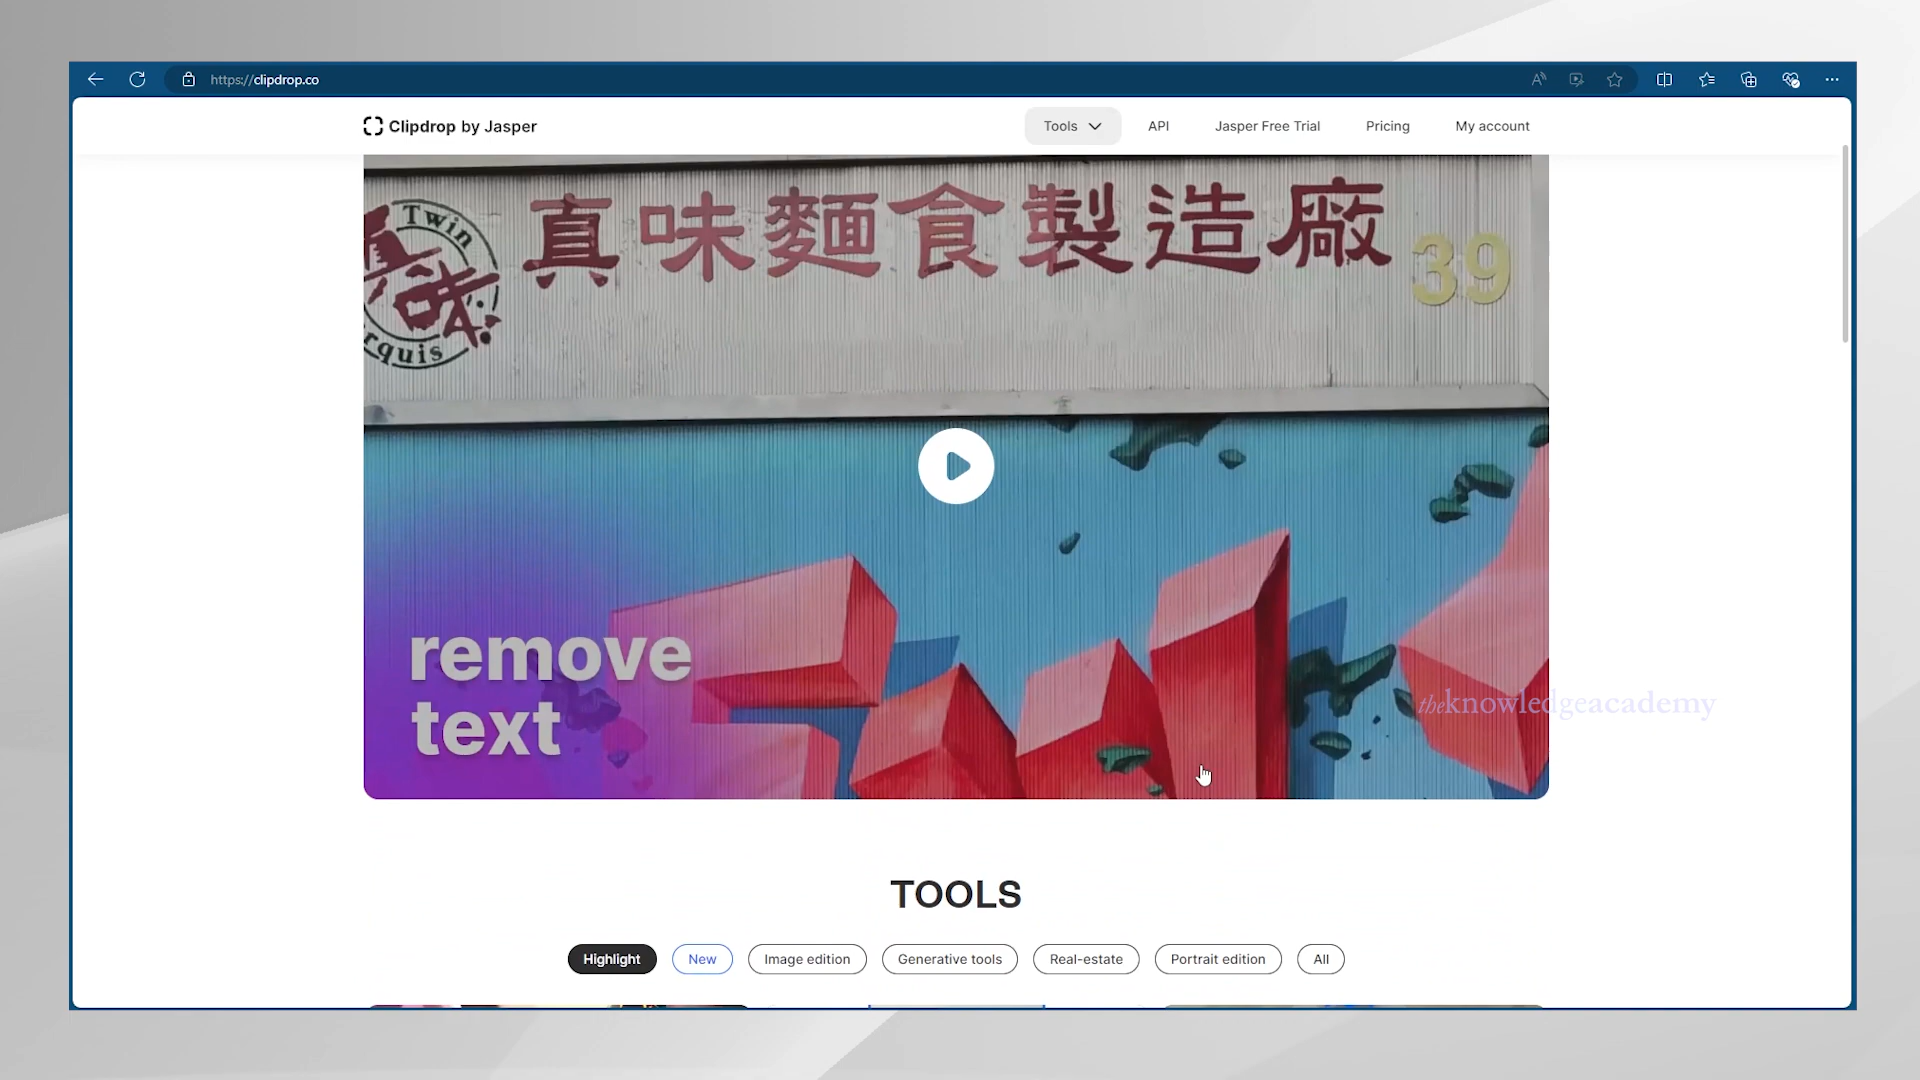 https://clipdrop.co
Clipdrop by Jasper
Tools
API
Jasper Free Trial
Pricing
My account
Twin
rquis
真味麵食製造廠
39
remove
text
theknowledgeacademy
TOOLS
Highlight
New
Image edition
Generative tools
Real-estate
Portrait edition
All